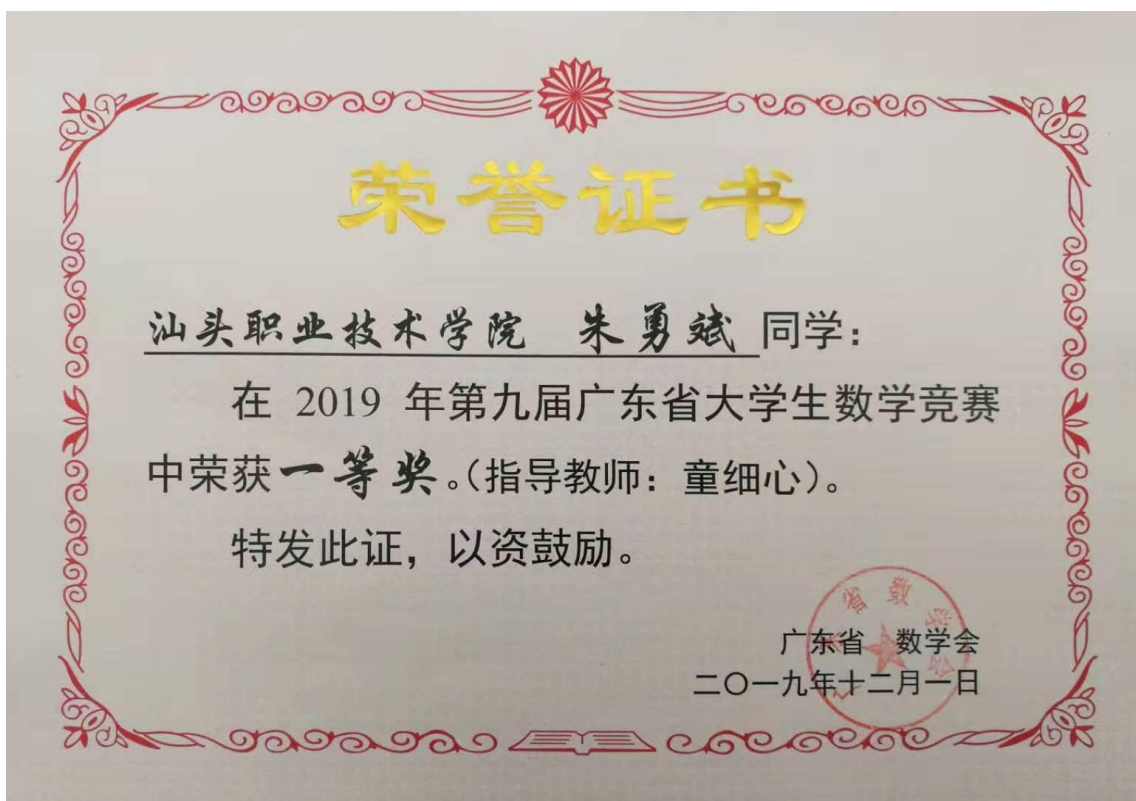 荣誉证书
汕头职业技术学院 朱勇斌 同学：
在 2019 年第九届广东省大学生数学竞赛
中荣获一等奖。（指导教师：童细心）。
特发此证，以资鼓励。
广东省 数学会
二〇一九年十二月一日